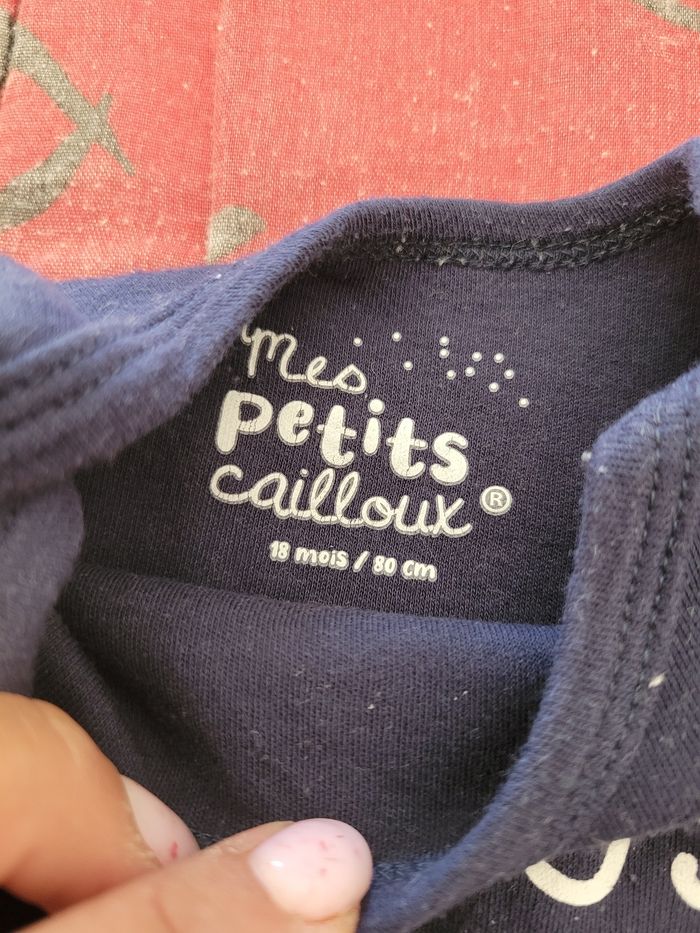 mes
petits
cailloux®
18 mois / 80 cm